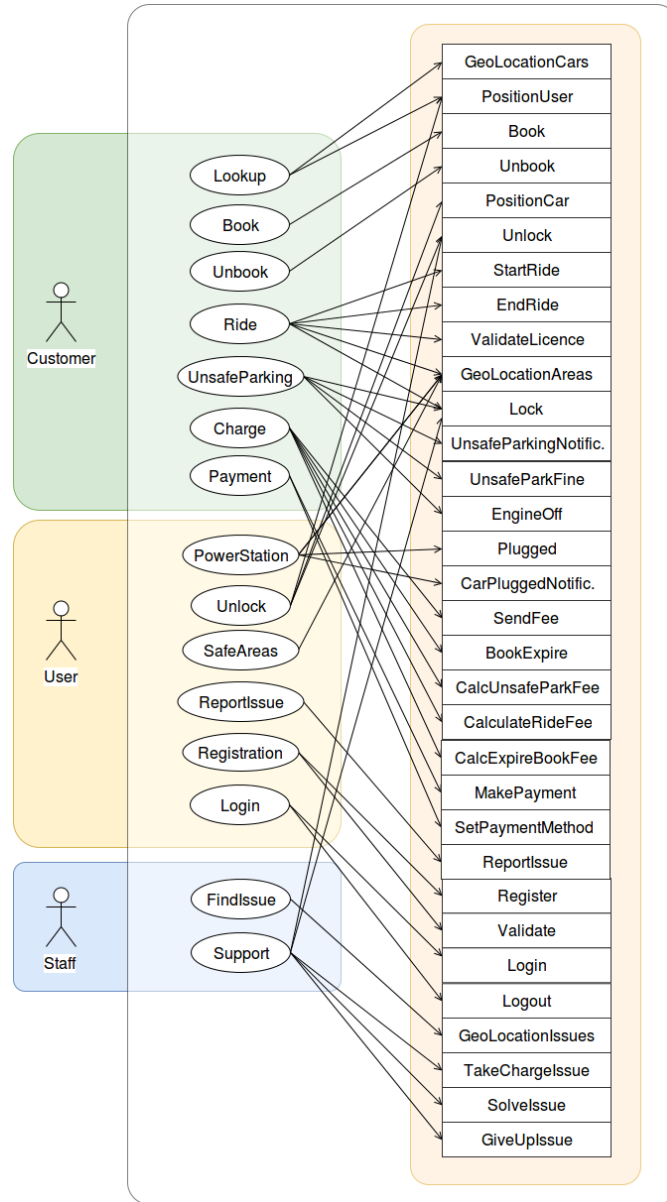 Customer
Lookup
Book
Unbook
Ride
UnsafeParking
Charge
Payment
User
PowerStation
Unlock
SafeAreas
ReportIssue
Registration
Login
Staff
FindIssue
Support
GeoLocationCars
PositionUser
Book
Unbook
PositionCar
Unlock
StartRide
EndRide
ValidateLicence
GeoLocationAreas
Lock
UnsafeParkingNotific.
UnsafeParkFine
EngineOff
Plugged
CarPluggedNotific.
SendFee
BookExpire
CalcUnsafeParkFee
CalculateRideFee
CalcExpireBookFee
MakePayment
SetPaymentMethod
ReportIssue
Register
Validate
Login
Logout
GeoLocationIssues
TakeChargeIssue
SolveIssue
GiveUpIssue